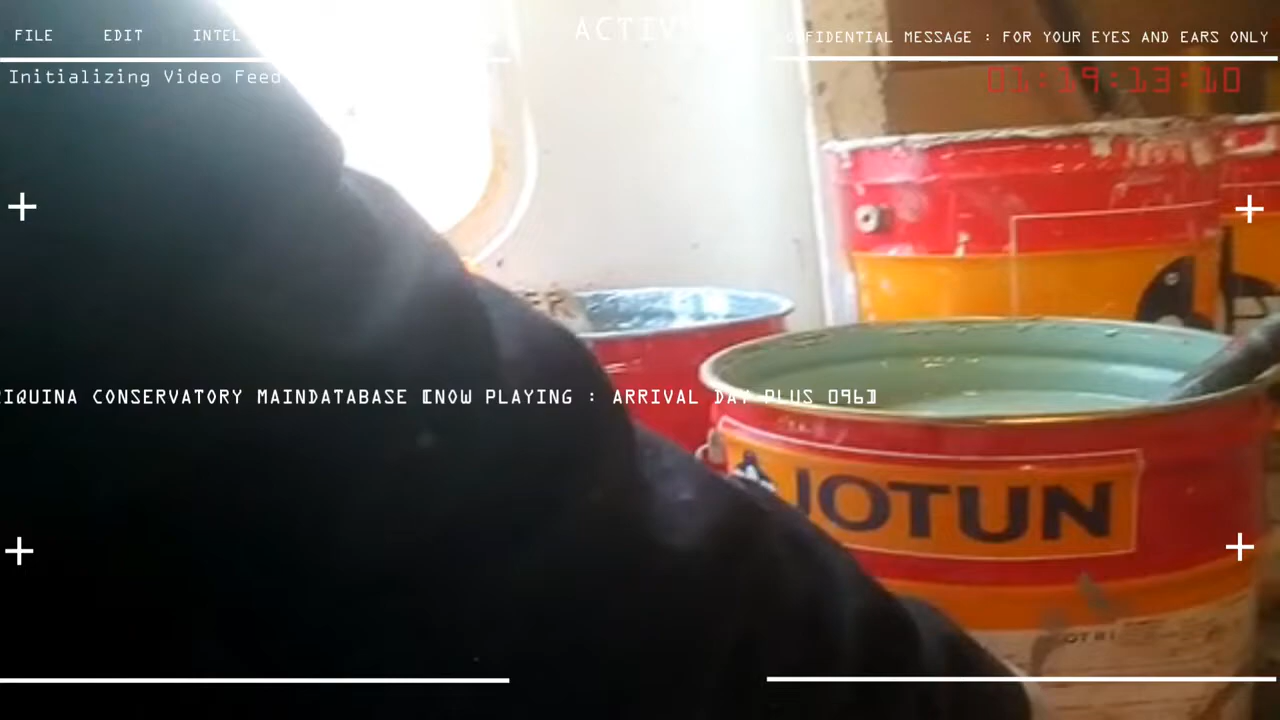 FILE EDIT INTEL
ACTIV
FIDENTIAL MESSAGE : FOR YOUR EYES AND EARS ONLY
Initializing Video Feed
01:19:13:10
RIQUINA CONSERVATORY MAINDATABASE [NOW PLAYING : ARRIVAL DAY PLUS 096]
JOTUN